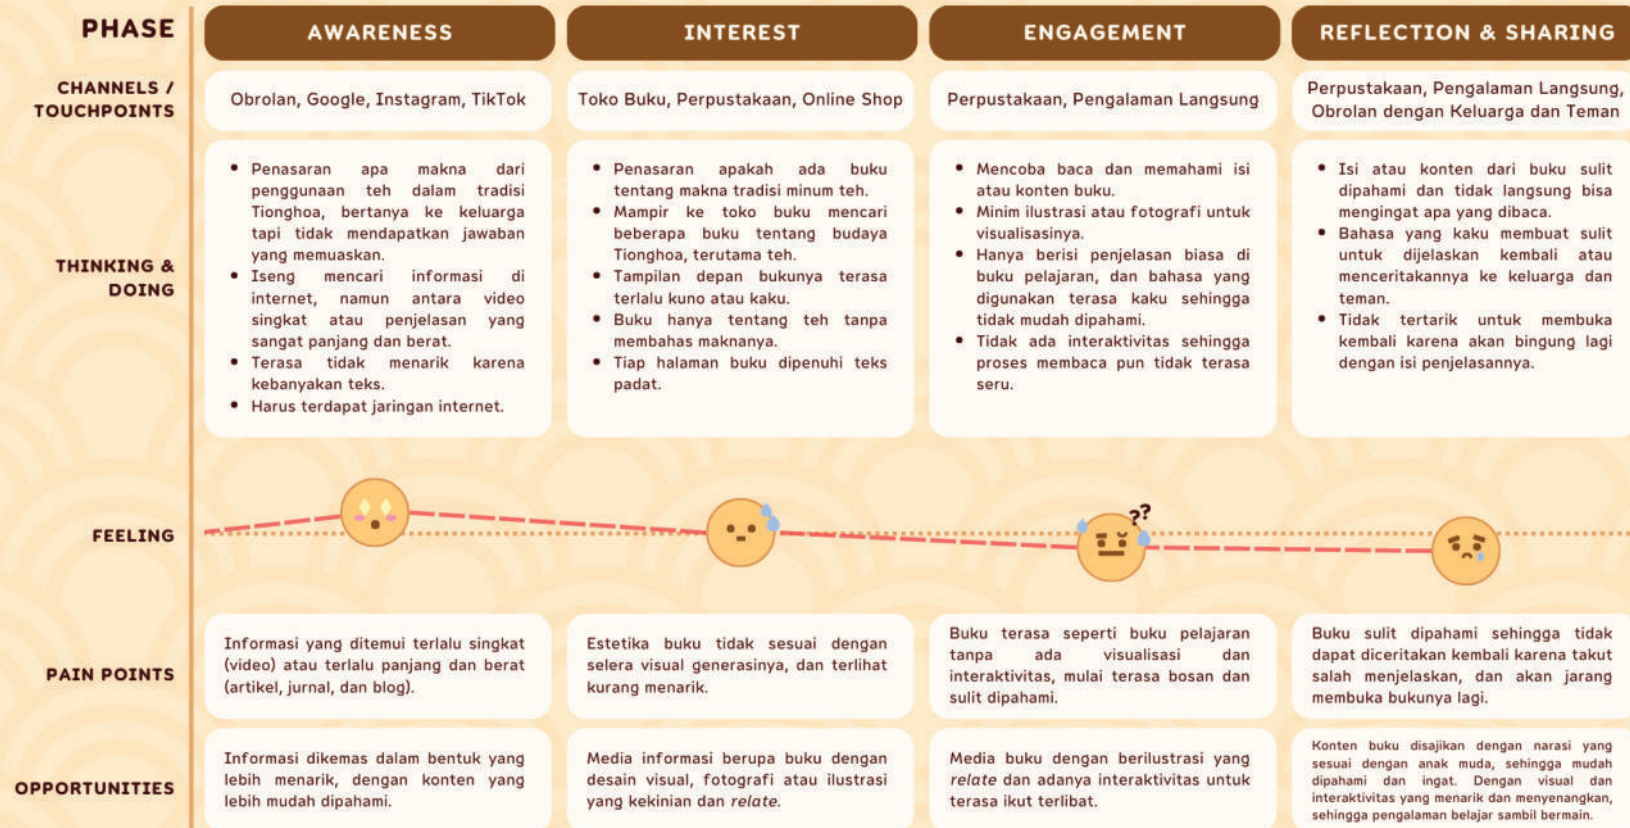 PHASE
AWARENESS
INTEREST
ENGAGEMENT
REFLECTION & SHARING
CHANNELS /
TOUCHPOINTS
Obrolan, Google, Instagram, TikTok
Toko Buku, Perpustakaan, Online Shop
Perpustakaan, Pengalaman Langsung
Perpustakaan, Pengalaman Langsung,
Obrolan dengan Keluarga dan Teman
THINKING &
DOING
• Penasaran apa makna dari
penggunaan teh dalam tradisi
Tionghoa, bertanya ke keluarga
tapi tidak mendapatkan jawaban
yang memuaskan.
• Iseng mencari informasi di
internet, namun antara video
singkat atau penjelasan yang
sangat panjang dan berat.
• Terasa tidak menarik karena
kebanyakan teks.
• Harus terdapat jaringan internet.
• Penasaran apakah ada buku
tentang makna tradisi minum teh.
• Mampir ke toko buku mencari
beberapa buku tentang budaya
Tionghoa, terutama teh.
• Tampilan depan bukunya terasa
terlalu kuno atau kaku.
• Buku hanya tentang teh tanpa
membahas maknanya.
• Tiap halaman buku dipenuhi teks
padat.
• Mencoba baca dan memahami isi
atau konten buku.
• Minim ilustrasi atau fotografi untuk
visualisasinya.
• Hanya berisi penjelasan biasa di
buku pelajaran, dan bahasa yang
digunakan terasa kaku sehingga
tidak mudah dipahami.
• Tidak ada interaktivitas sehingga
proses membaca pun tidak terasa
seru.
• Isi atau konten dari buku sulit
dipahami dan tidak langsung bisa
mengingat apa yang dibaca.
• Bahasa yang kaku membuat sulit
untuk dijelaskan kembali atau
menceritakannya ke keluarga dan
teman.
• Tidak tertarik untuk membuka
kembali karena akan bingung lagi
dengan isi penjelasannya.
FEELING
??
PAIN POINTS
Informasi yang ditemui terlalu singkat
(video) atau terlalu panjang dan berat
(artikel, jurnal, dan blog).
Estetika buku tidak sesuai dengan
selera visual generasinya, dan terlihat
kurang menarik.
Buku terasa seperti buku pelajaran
tanpa ada visualisasi dan
interaktivitas, mulai terasa bosan dan
sulit dipahami.
Buku sulit dipahami sehingga tidak
dapat diceritakan kembali karena takut
salah menjelaskan, dan akan jarang
membuka bukunya lagi.
OPPORTUNITIES
Informasi dikemas dalam bentuk yang
lebih menarik, dengan konten yang
lebih mudah dipahami.
Media informasi berupa buku dengan
desain visual, fotografi atau ilustrasi
yang kekinian dan relate.
Media buku dengan berilustrasi yang
relate dan adanya interaktivitas untuk
terasa ikut terlibat.
Konten buku disajikan dengan narasi yang
sesuai dengan anak muda, sehingga mudah
dipahami dan ingat. Dengan visual dan
interaktivitas yang menarik dan menyenangkan,
sehingga pengalaman belajar sambil bermain.